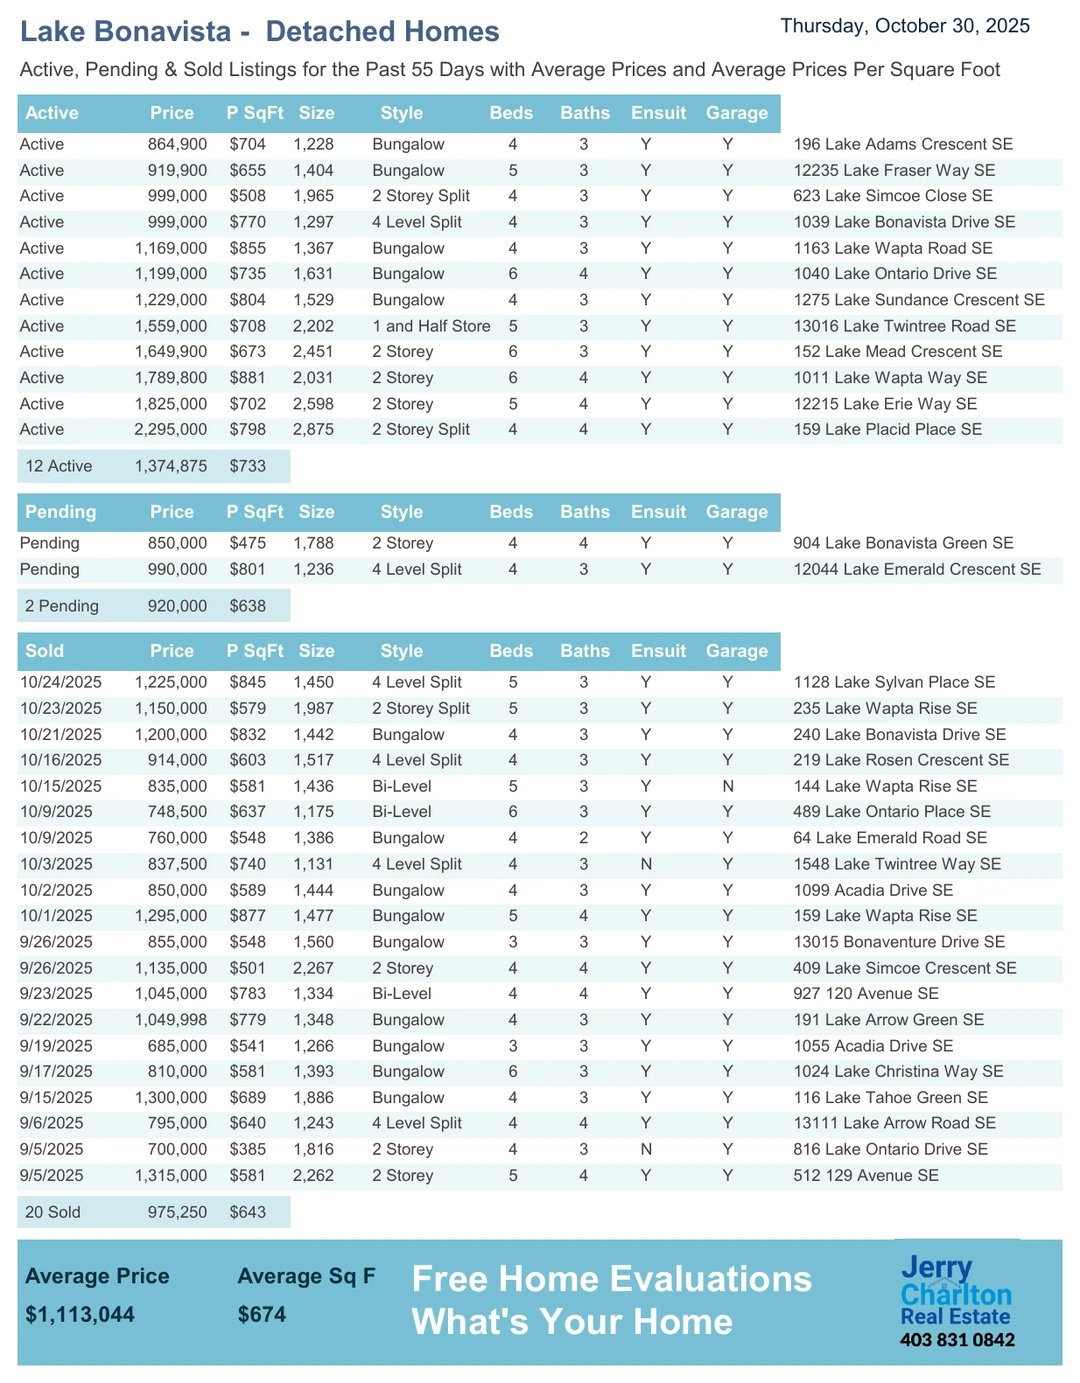 Lake Bonavista -  Detached Homes
Thursday, October 30, 2025
Active, Pending & Sold Listings for the Past 55 Days with Average Prices and Average Prices Per Square Foot
Active Price P SqFt Size Style Beds Baths Ensuit Garage
Active 864,900 $704 1,228 Bungalow 4 3 Y Y 196 Lake Adams Crescent SE
Active 919,900 $655 1,404 Bungalow 5 3 Y Y 12235 Lake Fraser Way SE
Active 999,000 $508 1,965 2 Storey Split 4 3 Y Y 623 Lake Simcoe Close SE
Active 999,000 $770 1,297 4 Level Split 4 3 Y Y 1039 Lake Bonavista Drive SE
Active 1,169,000 $855 1,367 Bungalow 4 3 Y Y 1163 Lake Wapta Road SE
Active 1,199,000 $735 1,631 Bungalow 6 4 Y Y 1040 Lake Ontario Drive SE
Active 1,229,000 $804 1,529 Bungalow 4 3 Y Y 1275 Lake Sundance Crescent SE
Active 1,559,000 $708 2,202 1 and Half Store 5 3 Y Y 13016 Lake Twintree Road SE
Active 1,649,900 $673 2,451 2 Storey 6 3 Y Y 152 Lake Mead Crescent SE
Active 1,789,800 $881 2,031 2 Storey 6 4 Y Y 1011 Lake Wapta Way SE
Active 1,825,000 $702 2,598 2 Storey 5 4 Y Y 12215 Lake Erie Way SE
Active 2,295,000 $798 2,875 2 Storey Split 4 4 Y Y 159 Lake Placid Place SE
12 Active 1,374,875 $733
Pending Price P SqFt Size Style Beds Baths Ensuit Garage
Pending 850,000 $475 1,788 2 Storey 4 4 Y Y 904 Lake Bonavista Green SE
Pending 990,000 $801 1,236 4 Level Split 4 3 Y Y 12044 Lake Emerald Crescent SE
2 Pending 920,000 $638
Sold Price P SqFt Size Style Beds Baths Ensuit Garage
10/24/2025 1,225,000 $845 1,450 4 Level Split 5 3 Y Y 1128 Lake Sylvan Place SE
10/23/2025 1,150,000 $579 1,987 2 Storey Split 5 3 Y Y 235 Lake Wapta Rise SE
10/21/2025 1,200,000 $832 1,442 Bungalow 4 3 Y Y 240 Lake Bonavista Drive SE
10/16/2025 914,000 $603 1,517 4 Level Split 4 3 Y Y 219 Lake Rosen Crescent SE
10/15/2025 835,000 $581 1,436 Bi-Level 5 3 Y N 144 Lake Wapta Rise SE
10/9/2025 748,500 $637 1,175 Bi-Level 6 3 Y Y 489 Lake Ontario Place SE
10/9/2025 760,000 $548 1,386 Bungalow 4 2 Y Y 64 Lake Emerald Road SE
10/3/2025 837,500 $740 1,131 4 Level Split 4 3 N Y 1548 Lake Twintree Way SE
10/2/2025 850,000 $589 1,444 Bungalow 4 3 Y Y 1099 Acadia Drive SE
10/1/2025 1,295,000 $877 1,477 Bungalow 5 4 Y Y 159 Lake Wapta Rise SE
9/26/2025 855,000 $548 1,560 Bungalow 3 3 Y Y 13015 Bonaventure Drive SE
9/26/2025 1,135,000 $501 2,267 2 Storey 4 4 Y Y 409 Lake Simcoe Crescent SE
9/23/2025 1,045,000 $783 1,334 Bi-Level 4 4 Y Y 927 120 Avenue SE
9/22/2025 1,049,998 $779 1,348 Bungalow 4 3 Y Y 191 Lake Arrow Green SE
9/19/2025 685,000 $541 1,266 Bungalow 3 3 Y Y 1055 Acadia Drive SE
9/17/2025 810,000 $581 1,393 Bungalow 6 3 Y Y 1024 Lake Christina Way SE
9/15/2025 1,300,000 $689 1,886 Bungalow 4 3 Y Y 116 Lake Tahoe Green SE
9/6/2025 795,000 $640 1,243 4 Level Split 4 4 Y Y 13111 Lake Arrow Road SE
9/5/2025 700,000 $385 1,816 2 Storey 4 3 N Y 816 Lake Ontario Drive SE
9/5/2025 1,315,000 $581 2,262 2 Storey 5 4 Y Y 512 129 Avenue SE
20 Sold 975,250 $643
Average Price Average Sq F
$1,113,044 $674
Free Home Evaluations
What's Your Home
Jerry
Charlton
Real Estate
403 831 0842